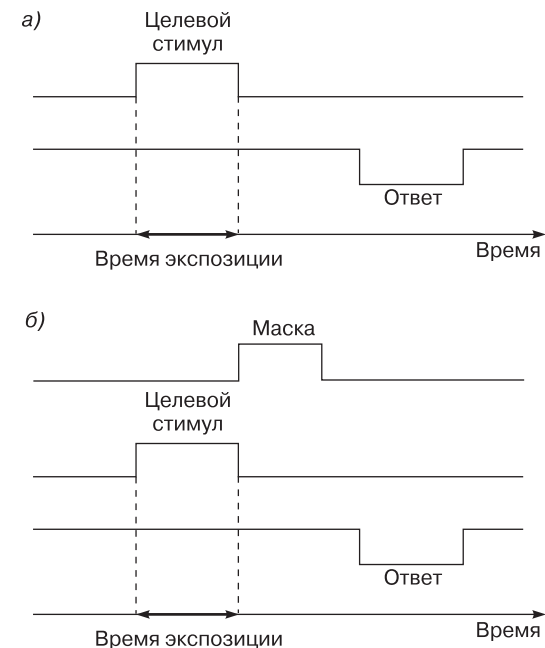 а)
Целевой
стимул
Ответ
Время
Время экспозиции
б)
Маска
Целевой
стимул
Ответ
Время
Время экспозиции